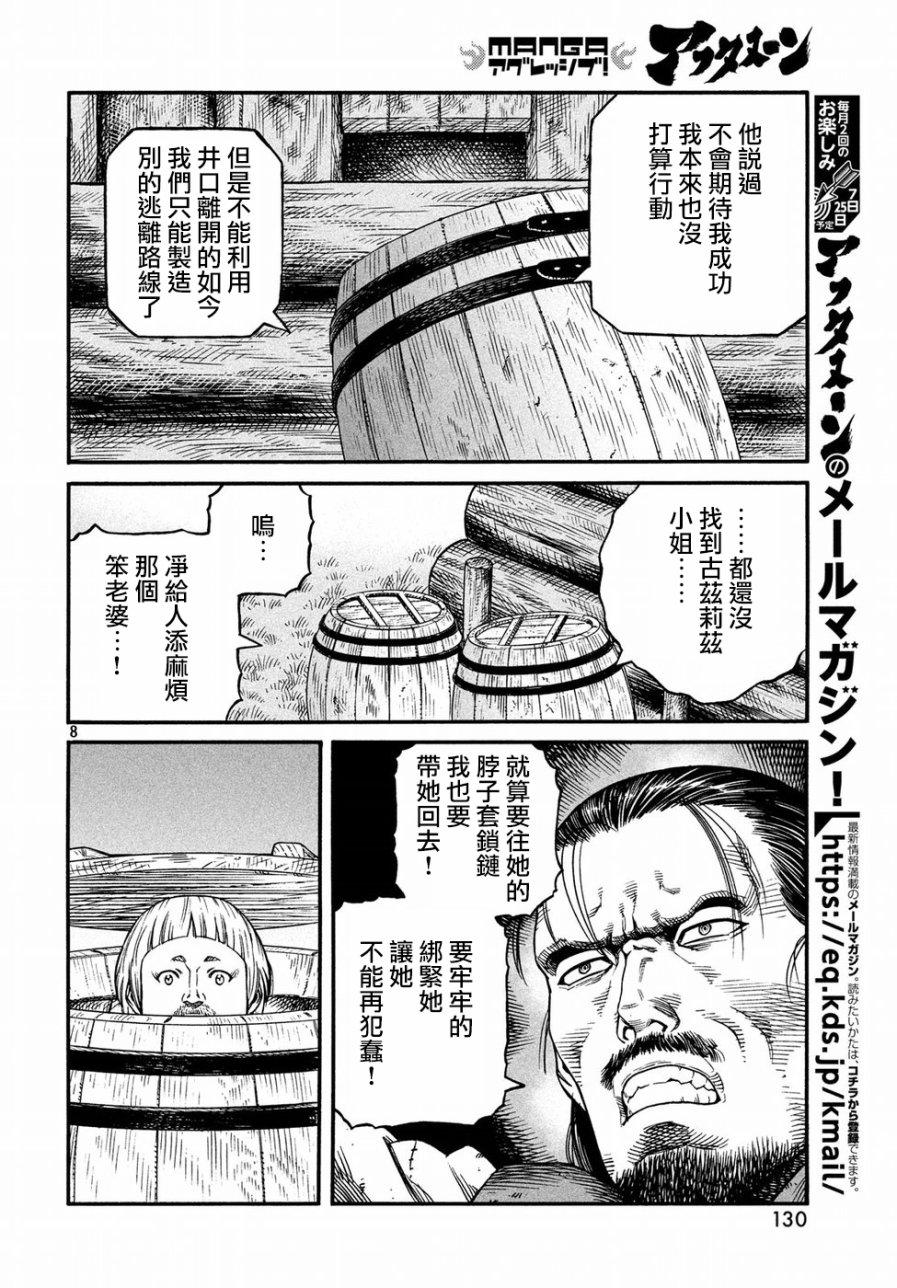 MANGA
アグレッシブ!
アフタヌーン
他説過
不會期待我成功
我本來也沒
打算行動
但是不能利用
井口離開的如今
我們只能製造
別的逃離路線了
……都還沒
找到古茲莉茲
小姐……
嗚…
淨給人添麻煩
那個
笨老婆…!
8
就算要往她的
脖子套鎖鏈
我也要
帶她回去!
要牢牢的
綁緊她
讓她
不能再犯蠢!
毎月2回の
お楽しみ
7日
25日
予定
アフタヌーンのメールマガジン!
最新情報満載のメールマガジン。読みたいかたは、コチラから登録できます。
https://eq.kds.jp/kmail/
130